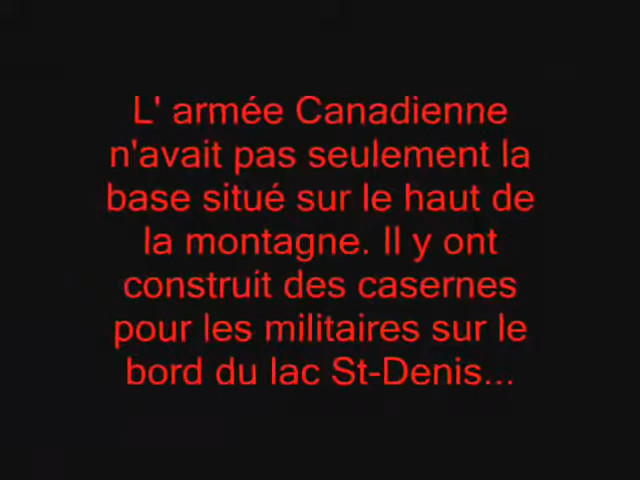 L' armée Canadienne
n'avait pas seulement la
base situé sur le haut de
la montagne. Il y ont
construit des casernes
pour les militaires sur le
bord du lac St-Denis...